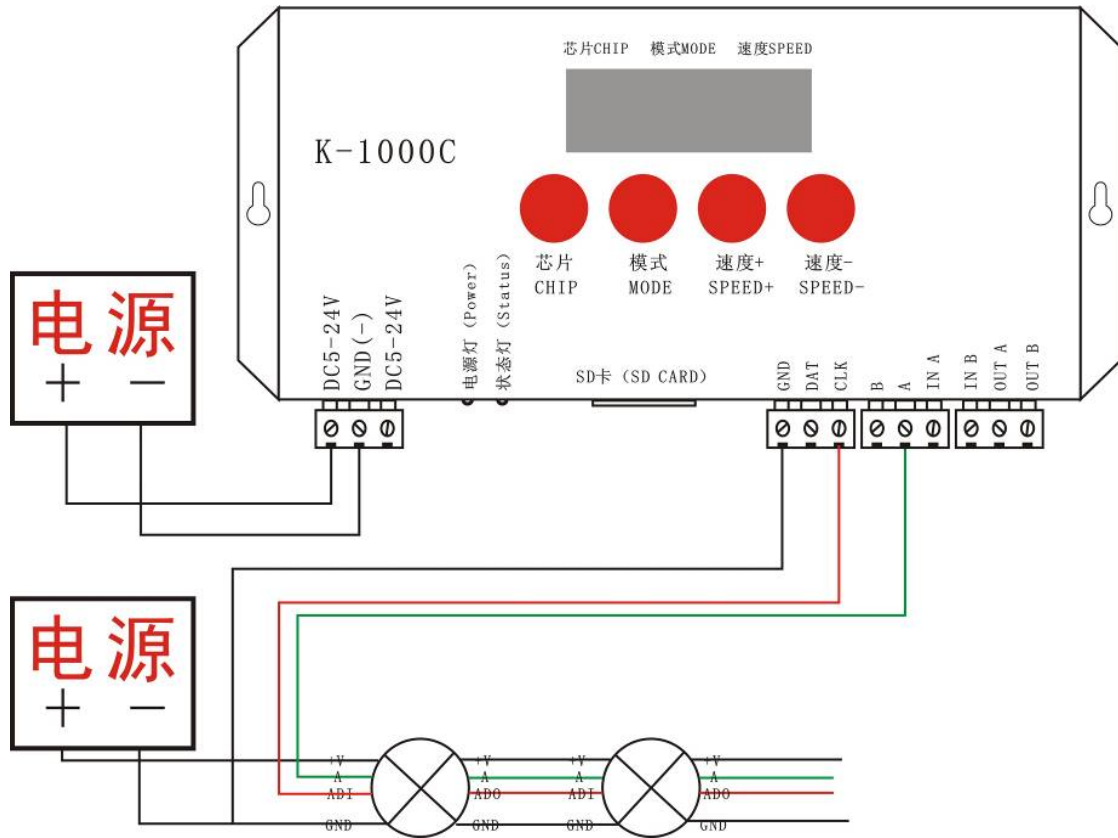 芯片CHIP 模式MODE 速度SPEED
K-1000C
芯片 模式 速度+ 速度-
CHIP MODE SPEED+ SPEED-
电源
+ −
DC5-24V
GND(-)
DC5-24V
电源灯 (Power)
状态灯 (Status)
SD卡 (SD CARD)
GND
DAT
CLK
B
A
IN A
IN B
OUT A
OUT B
电源
+ −
+V +V +V +V
A A A A
ADI ADO ADI ADO
GND GND GND GND